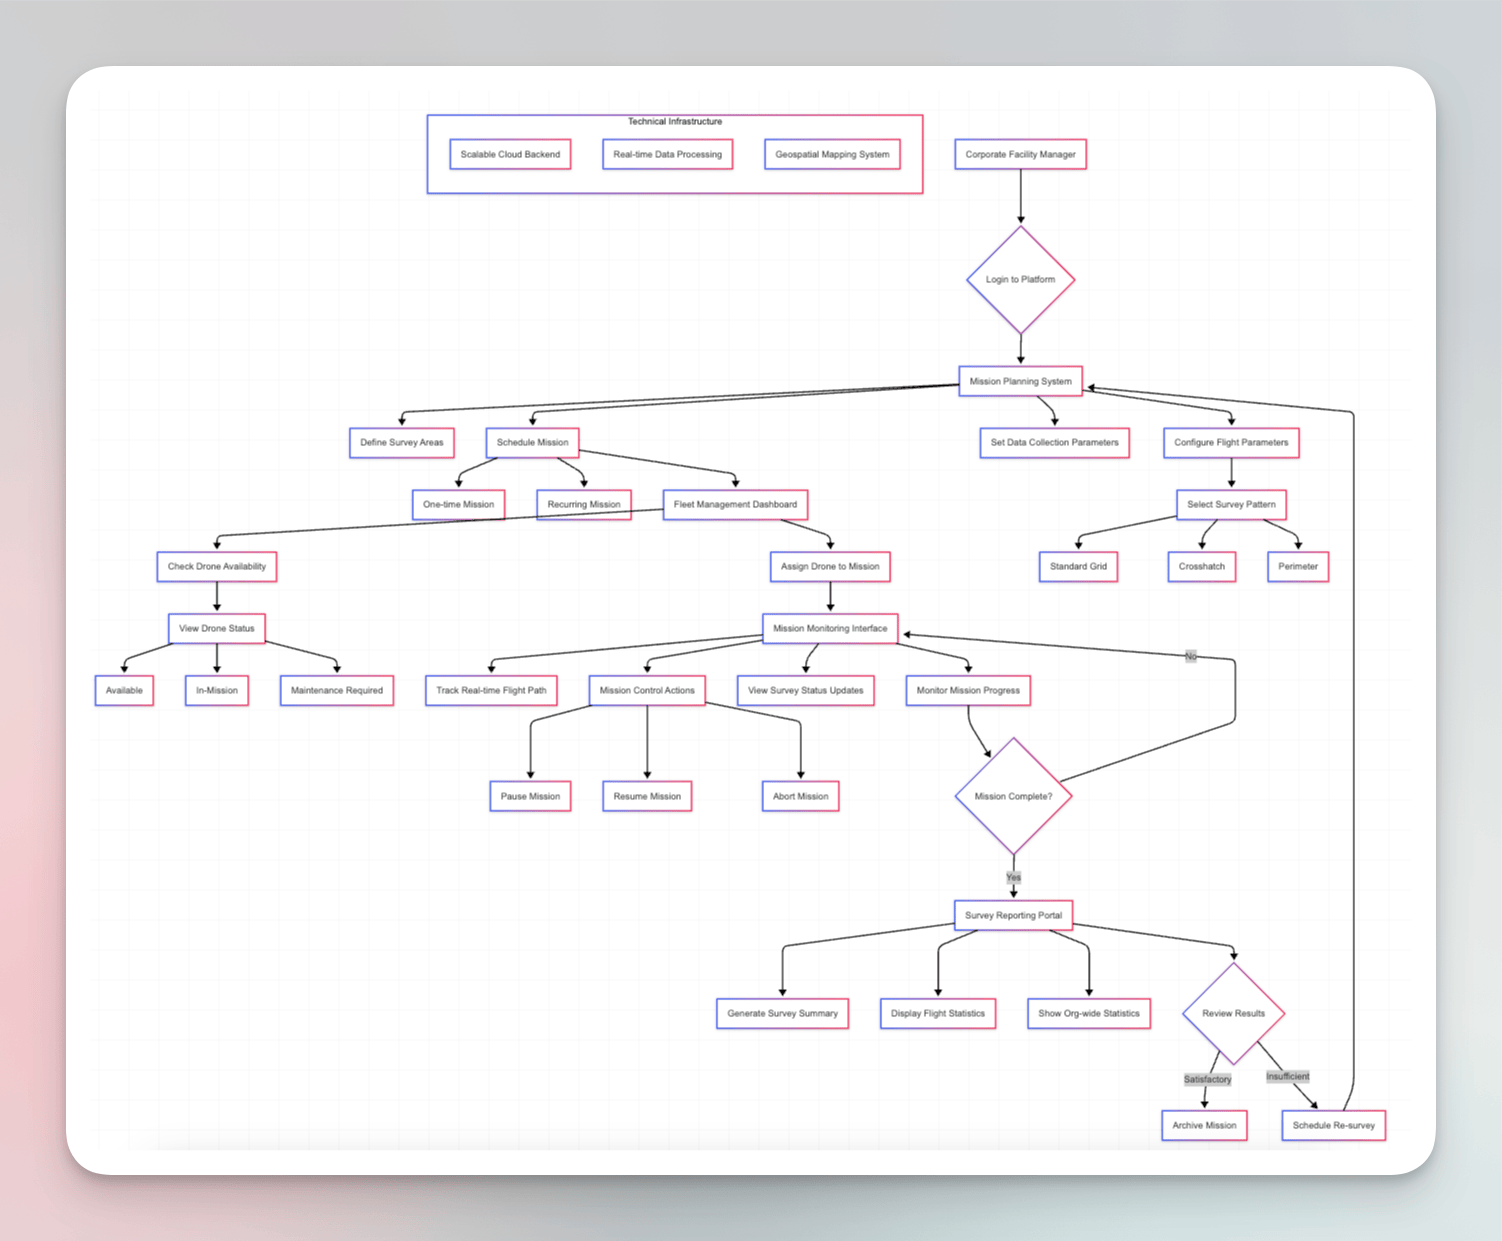 Technical Infrastructure
Scalable Cloud Backend
Real-time Data Processing
Geospatial Mapping System
Corporate Facility Manager
Login to Platform
Mission Planning System
Define Survey Areas
Schedule Mission
Set Data Collection Parameters
Configure Flight Parameters
One-time Mission
Recurring Mission
Fleet Management Dashboard
Select Survey Pattern
Check Drone Availability
Assign Drone to Mission
Standard Grid
Crosshatch
Perimeter
View Drone Status
Mission Monitoring Interface
No
Available
In-Mission
Maintenance Required
Track Real-time Flight Path
Mission Control Actions
View Survey Status Updates
Monitor Mission Progress
Pause Mission
Resume Mission
Abort Mission
Mission Complete?
Yes
Survey Reporting Portal
Generate Survey Summary
Display Flight Statistics
Show Org-wide Statistics
Review Results
Satisfactory
Insufficient
Archive Mission
Schedule Re-survey